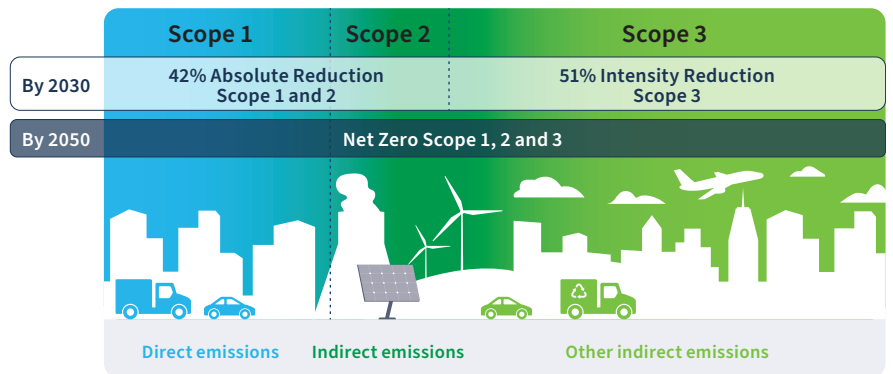 Scope 1
Scope 2
Scope 3
By 2030
42% Absolute Reduction
Scope 1 and 2
51% Intensity Reduction
Scope 3
By 2050
Net Zero Scope 1, 2 and 3
Direct emissions
Indirect emissions
Other indirect emissions